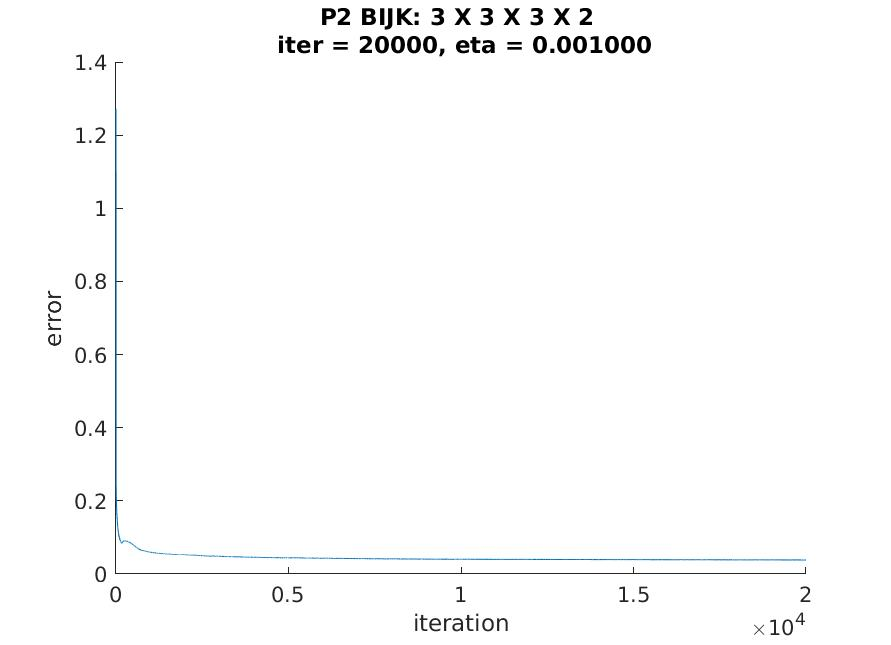 P2 BIJK: 3 X 3 X 3 X 2
iter = 20000, eta = 0.001000
1.4
1.2
1
0.8
0.6
0.4
0.2
0
error
0 0.5 1 1.5 2
iteration
×10⁴